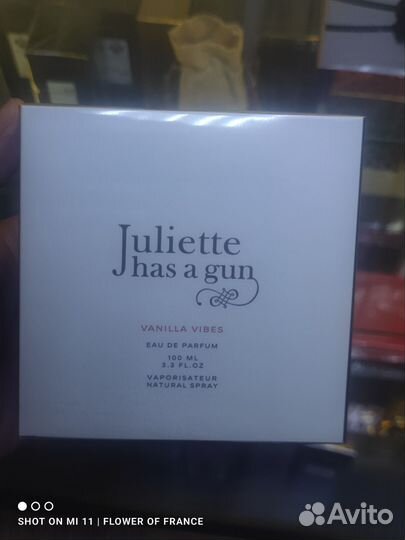 Juliette
has a gun
VANILLA VIBES
EAU DE PARFUM
100 ML
3.3 FL.OZ
VAPORISATEUR
NATURAL SPRAY
SHOT ON MI 11 | FLOWER OF FRANCE
Avito